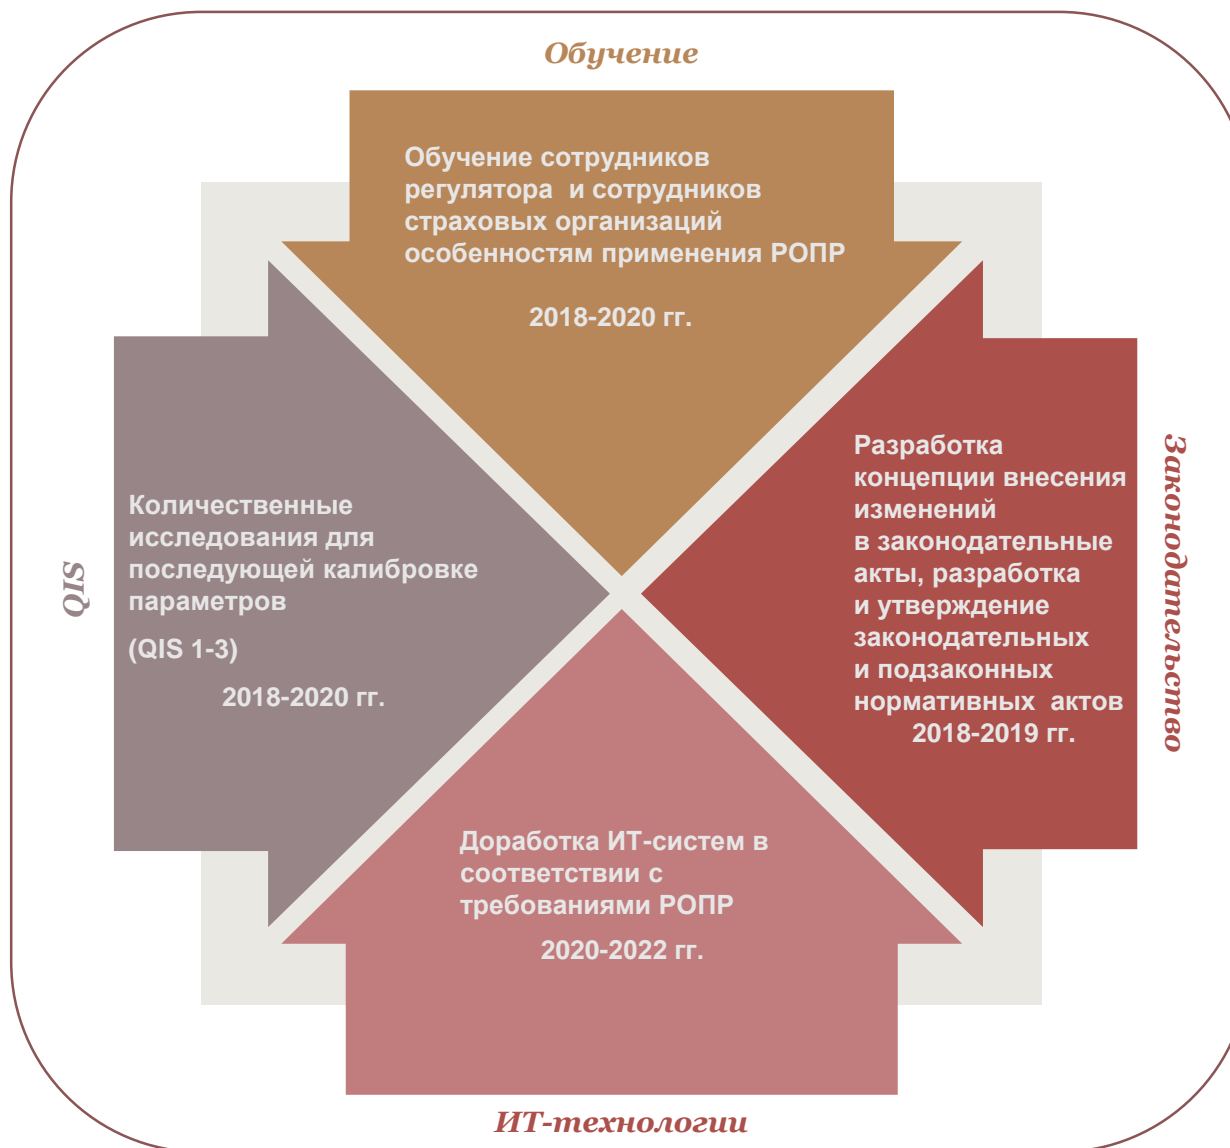 Обучение
Обучение сотрудников
регулятора и сотрудников
страховых организаций
особенностям применения РОПР
2018-2020 гг.
QIS
Количественные
исследования для
последующей калибровке
параметров
(QIS 1-3)
2018-2020 гг.
Разработка
концепции внесения
изменений
в законодательные
акты, разработка
и утверждение
законодательных
и подзаконных
нормативных актов
2018-2019 гг.
Законодательство
Доработка ИТ-систем в
соответствии с
требованиями РОПР
2020-2022 гг.
ИТ-технологии